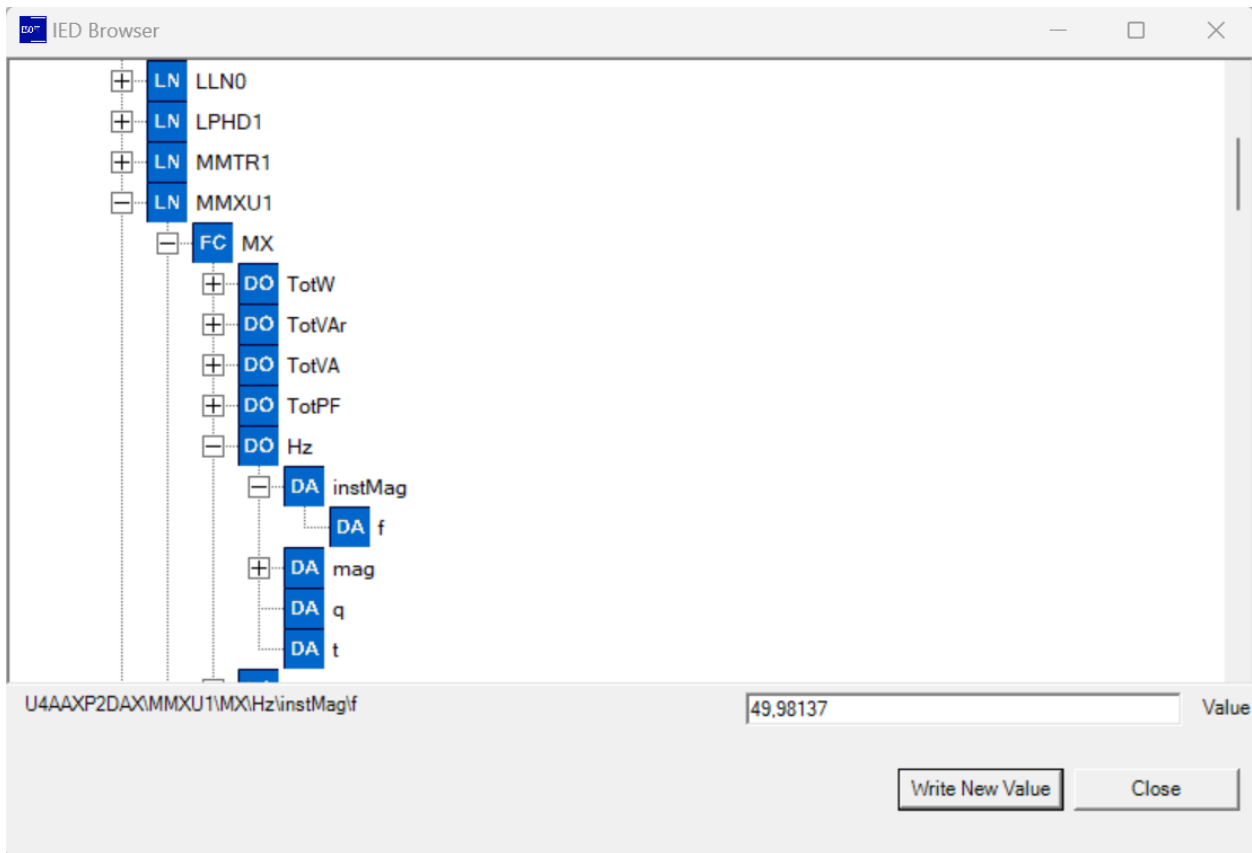 IED Browser
LN LLN0
LN LPHD1
LN MMTR1
LN MMXU1
FC MX
DO TotW
DO TotVAr
DO TotVA
DO TotPF
DO Hz
DA instMag
DA f
DA mag
DA q
DA t
U4AAXP2DAX\MMXU1\MX\Hz\instMag\f 49,98137 Value
Write New Value Close